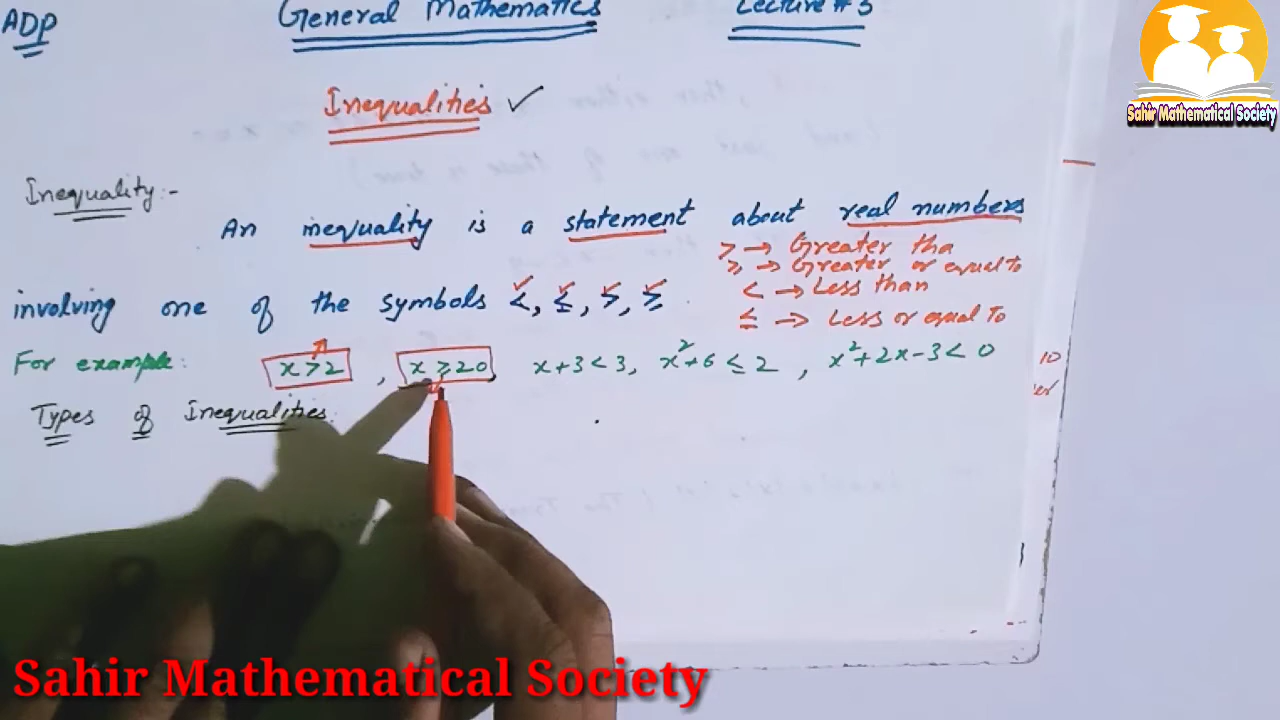 ADP General Mathematics Lecture #3
Sahir Mathematical Society
Inequalities ✓
Inequality:-
An inequality is a statement about real numbers
> → Greater tha
≥ → Greater or equal to
< → Less than
involving one of the symbols <, ≤, >, ≥
≤ → Less or equal to
For example: x > 2, x ≥ 20, x+3 < 3, x²+6 ≤ 2, x²+2x-3 < 0
10
Types of Inequalities:
Sahir Mathematical Society